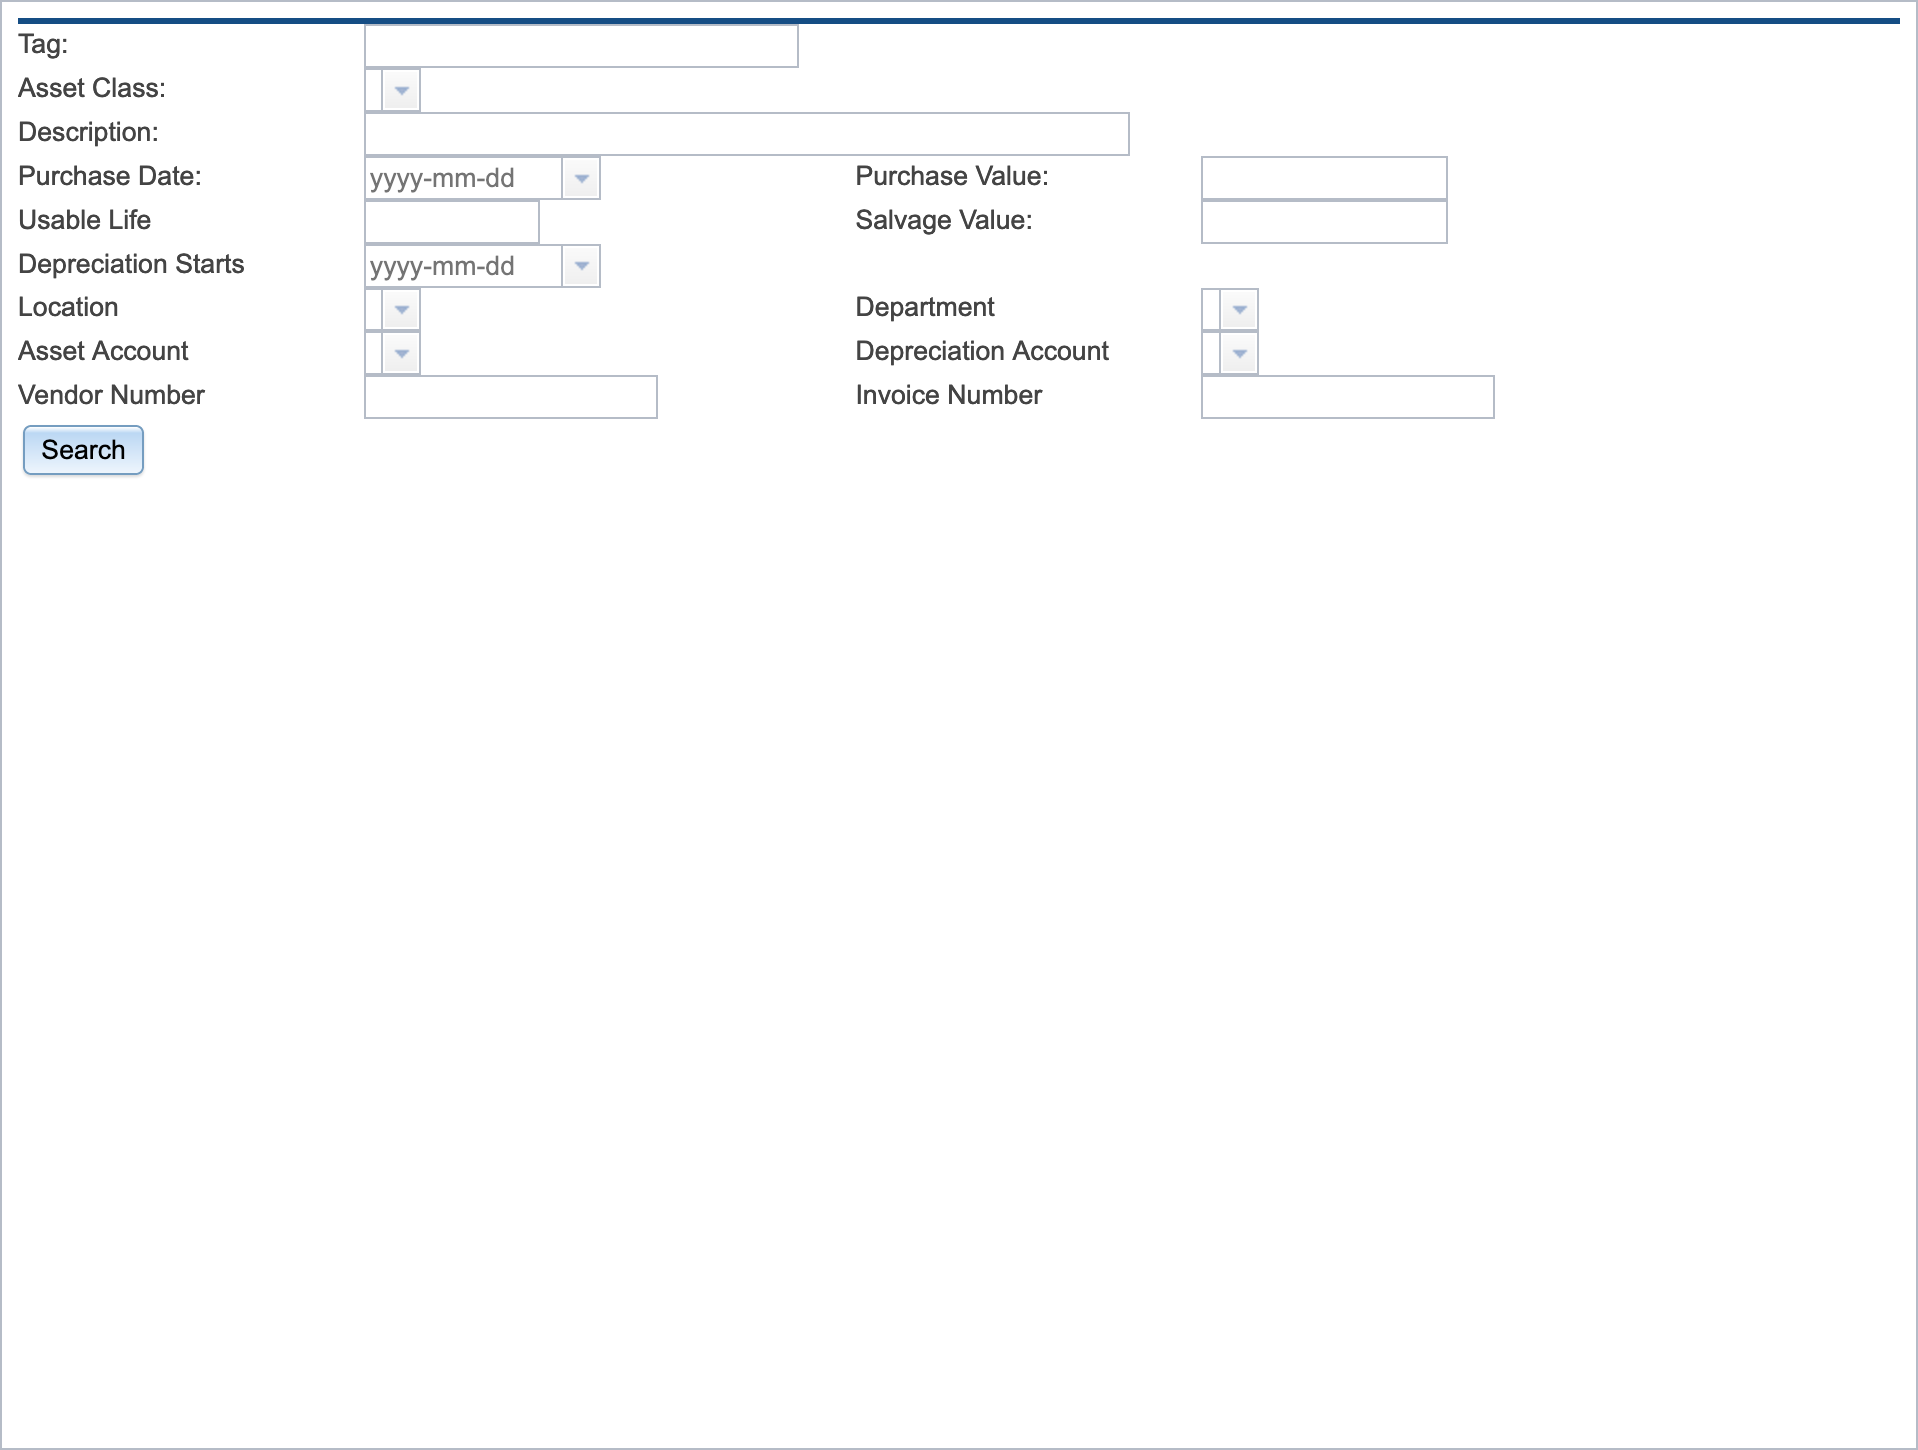 Tag:
Asset Class:
Description:
Purchase Date: yyyy-mm-dd Purchase Value:
Usable Life Salvage Value:
Depreciation Starts yyyy-mm-dd
Location Department
Asset Account Depreciation Account
Vendor Number Invoice Number
Search